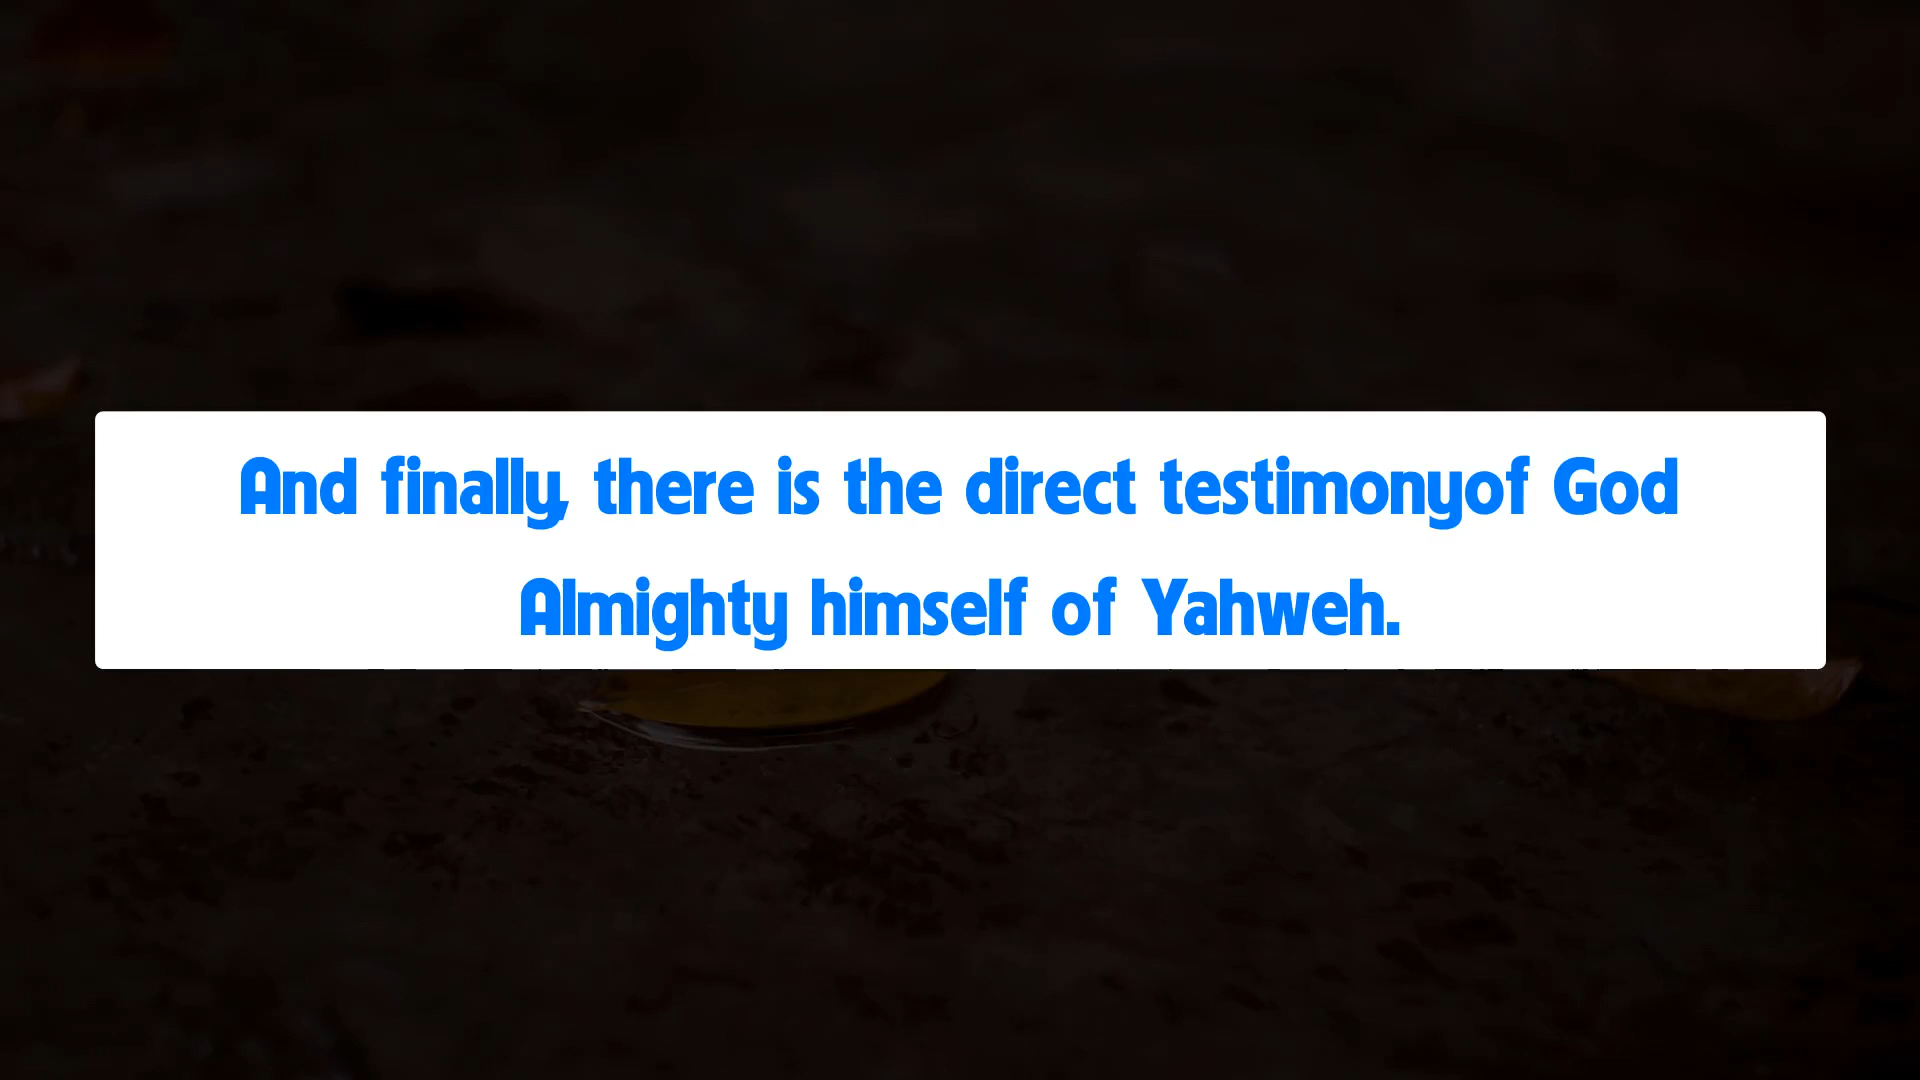 And finally, there is the direct testimonyof God
Almighty himself of Yahweh.